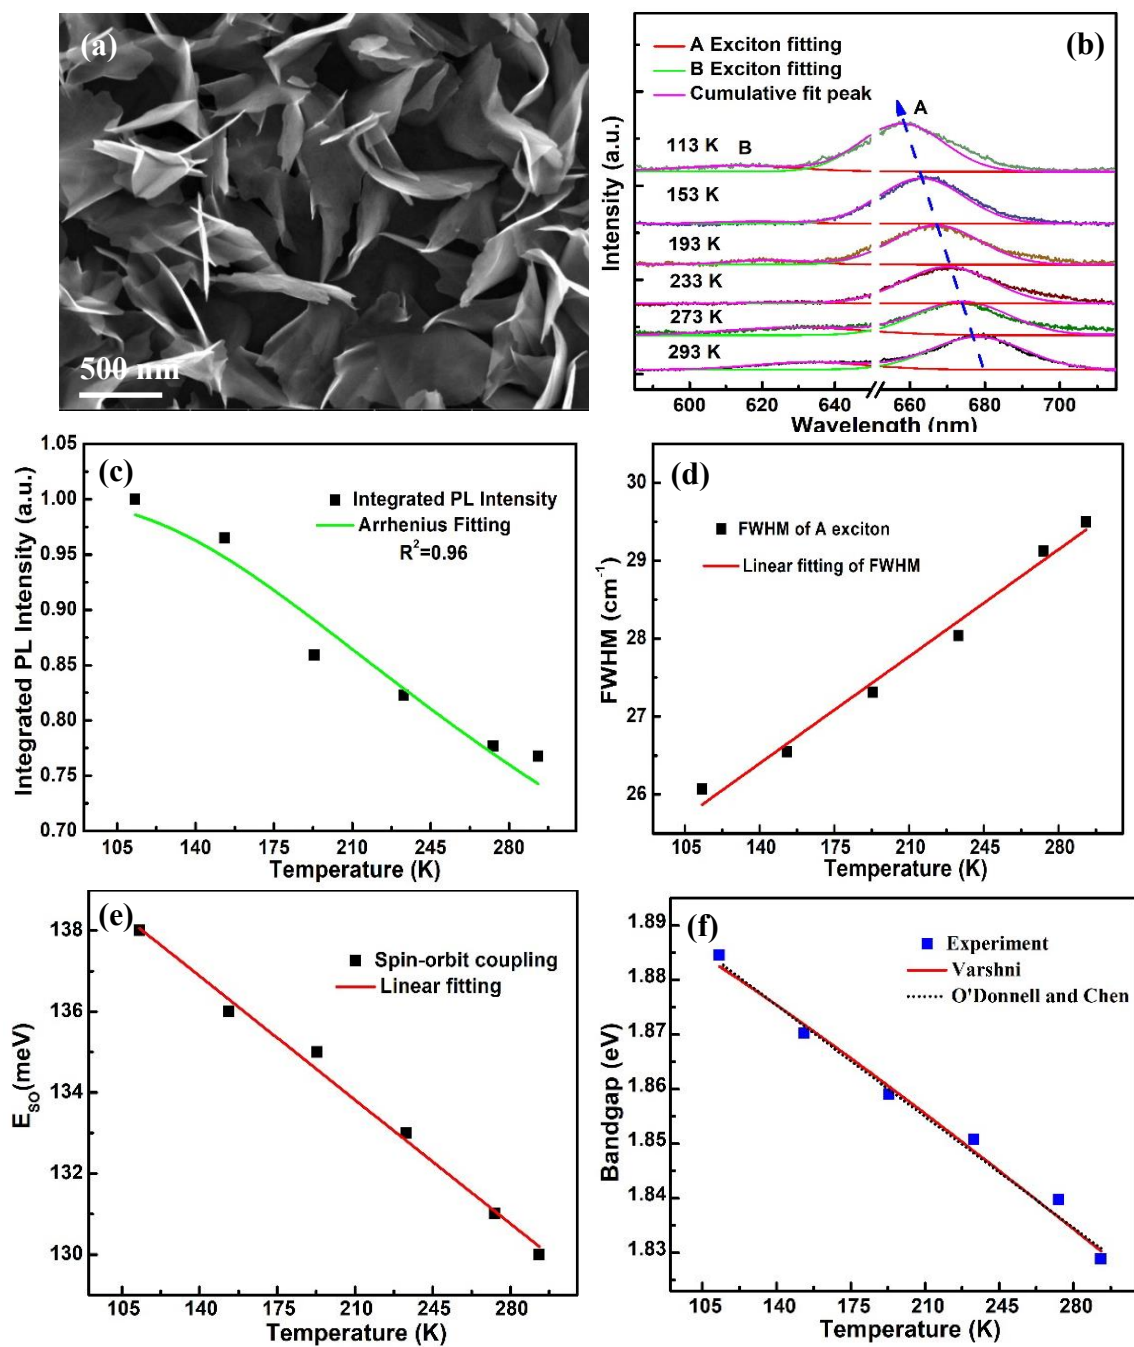 (a)
500 nm
(b)
A Exciton fitting
B Exciton fitting
Cumulative fit peak
A
113 K
B
153 K
193 K
233 K
273 K
293 K
Intensity (a.u.)
600 620 640 660 680 700
Wavelength (nm)
(c)
Integrated PL Intensity
Arrhenius Fitting
R²=0.96
Integrated PL Intensity (a.u.)
1.05
1.00
0.95
0.90
0.85
0.80
0.75
0.70
105 140 175 210 245 280
Temperature (K)
(d)
FWHM of A exciton
Linear fitting of FWHM
FWHM (cm⁻¹)
30
29
28
27
26
105 140 175 210 245 280
Temperature (K)
(e)
Spin-orbit coupling
Linear fitting
E_SO(meV)
138
136
134
132
130
105 140 175 210 245 280
Temperature (K)
(f)
Experiment
Varshni
O'Donnell and Chen
Bandgap (eV)
1.89
1.88
1.87
1.86
1.85
1.84
1.83
105 140 175 210 245 280
Temperature (K)